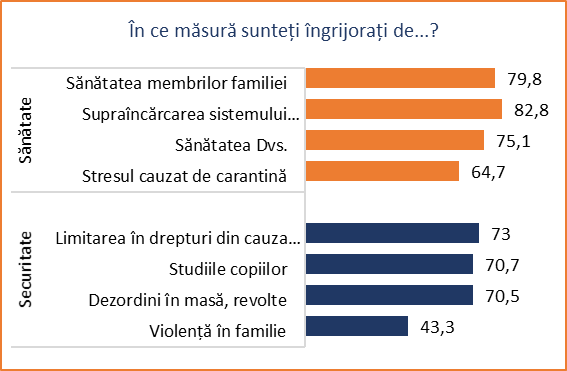 În ce măsură sunteți îngrijorați de...?
Sănătate
Sănătatea membrilor familiei 79,8
Supraîncărcarea sistemului... 82,8
Sănătatea Dvs. 75,1
Stresul cauzat de carantină 64,7
Securitate
Limitarea în drepturi din cauza... 73
Studiile copiilor 70,7
Dezordini în masă, revolte 70,5
Violență în familie 43,3